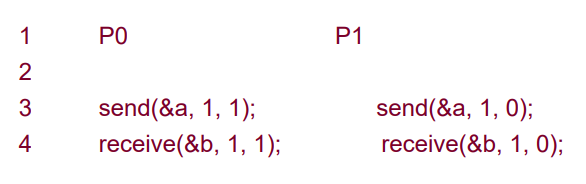 1 P0 P1
2
3 send(&a, 1, 1); send(&a, 1, 0);
4 receive(&b, 1, 1); receive(&b, 1, 0);